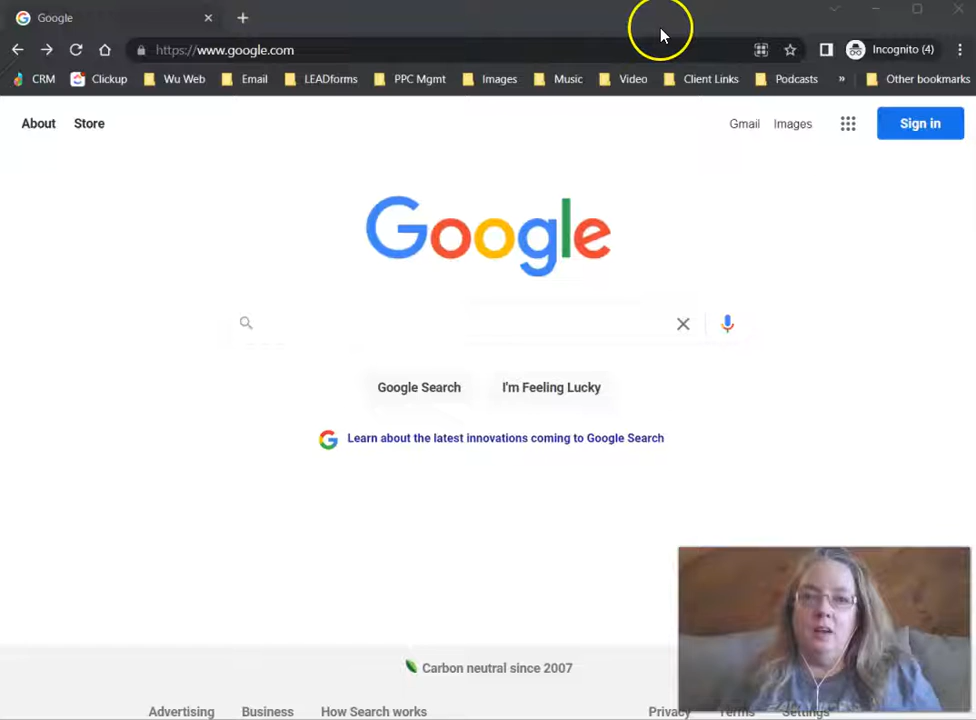 Google
https://www.google.com
Incognito (4)
CRM Clickup Wu Web Email LEADforms PPC Mgmt Images Music Video Client Links Podcasts » Other bookmarks
About Store Gmail Images Sign in
Google
Google Search I'm Feeling Lucky
Learn about the latest innovations coming to Google Search
Carbon neutral since 2007
Advertising Business How Search works Privacy Terms Settings